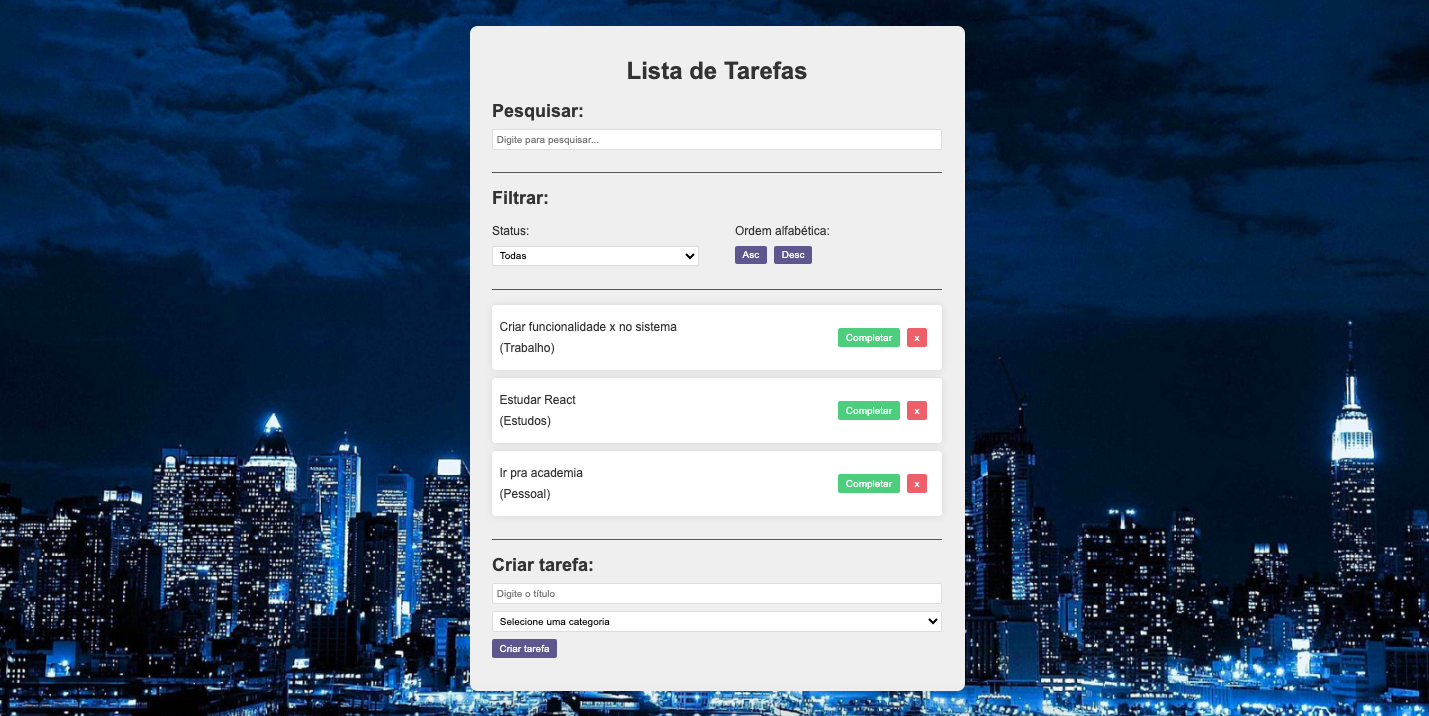 Lista de Tarefas
Pesquisar:
Digite para pesquisar...
Filtrar:
Status:
Ordem alfabética:
Todas
Asc Desc
Criar funcionalidade x no sistema
(Trabalho)
Completar x
Estudar React
(Estudos)
Completar x
Ir pra academia
(Pessoal)
Completar x
Criar tarefa:
Digite o título
Selecione uma categoria
Criar tarefa